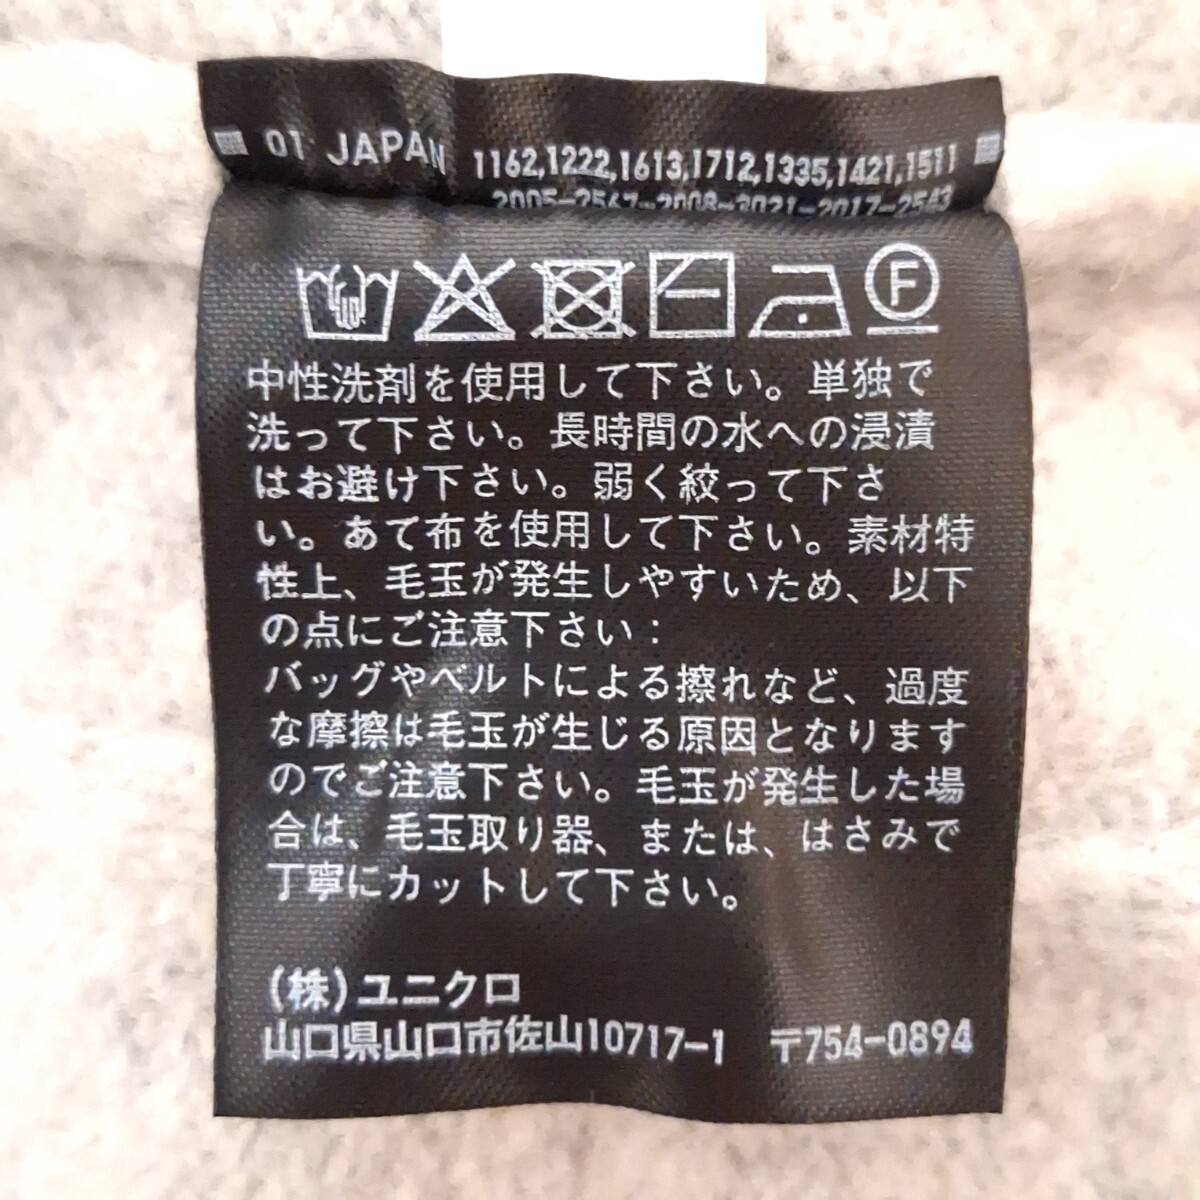 01 JAPAN 1162,1222,1613,1712,1335,1421,1511
2005-2567-2008-3021-2017-2543
F
中性洗剤を使用して下さい。単独で
洗って下さい。長時間の水への浸漬
はお避け下さい。弱く絞って下さ
い。あて布を使用して下さい。素材特
性上、毛玉が発生しやすいため、以下
の点にご注意下さい：
バッグやベルトによる擦れなど、過度
な摩擦は毛玉が生じる原因となります
のでご注意下さい。毛玉が発生した場
合は、毛玉取り器、または、はさみで
丁寧にカットして下さい。
(株)ユニクロ
山口県山口市佐山10717-1 〒754-0894